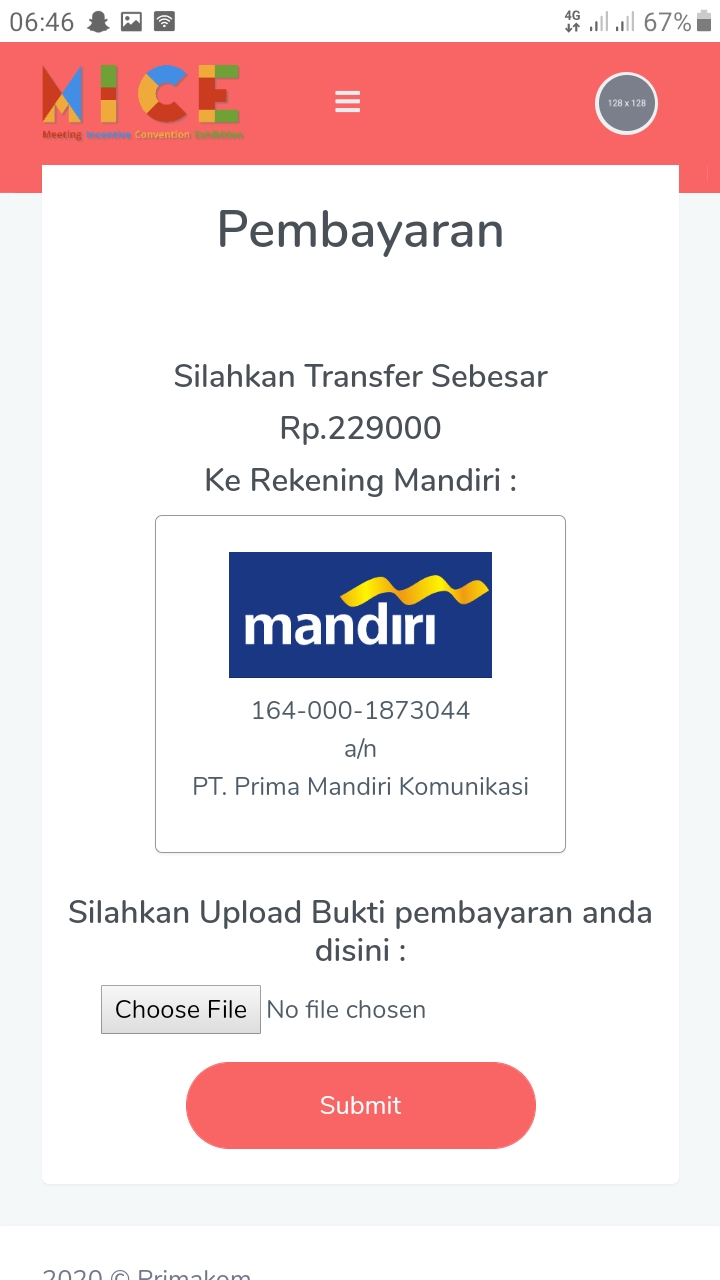 06:46
4G
67%
MICE
Meeting Incentive Convention Exhibition
128 x 128
Pembayaran
Silahkan Transfer Sebesar
Rp.229000
Ke Rekening Mandiri :
mandiri
164-000-1873044
a/n
PT. Prima Mandiri Komunikasi
Silahkan Upload Bukti pembayaran anda
disini :
Choose File No file chosen
Submit
2020 © Primakom